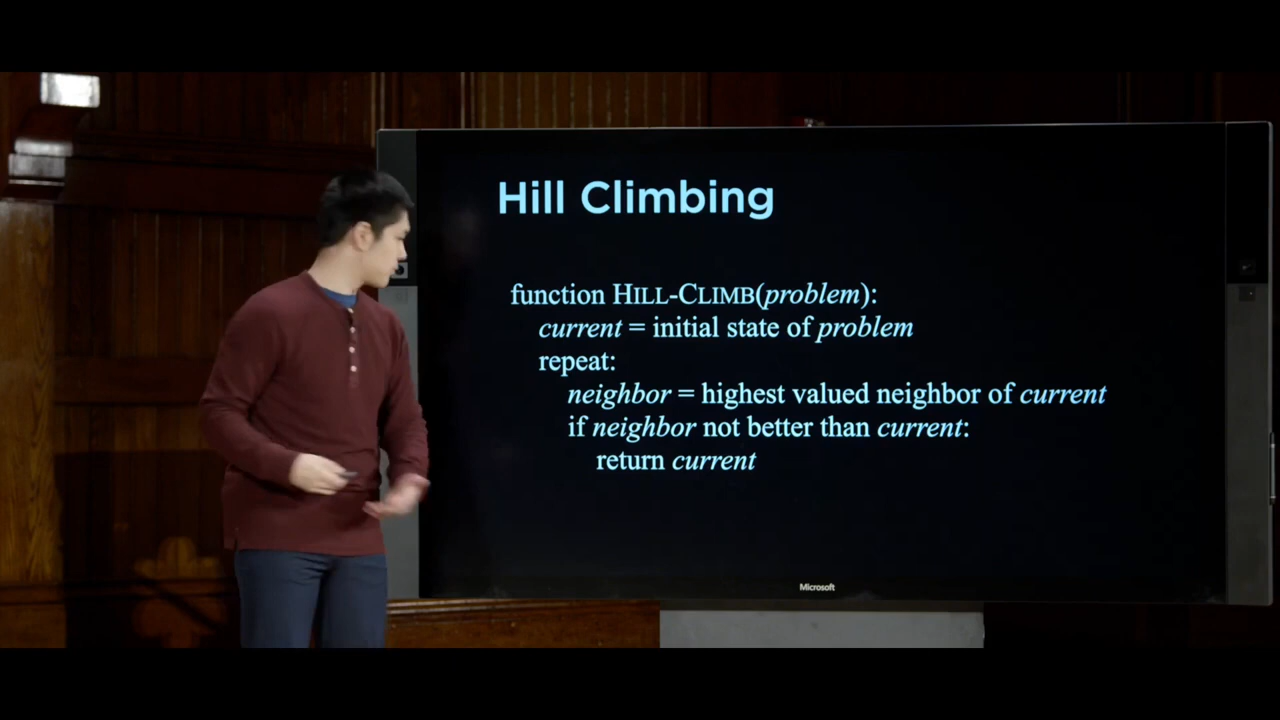 Hill Climbing
function HILL-CLIMB(problem):
current = initial state of problem
repeat:
neighbor = highest valued neighbor of current
if neighbor not better than current:
return current
Microsoft